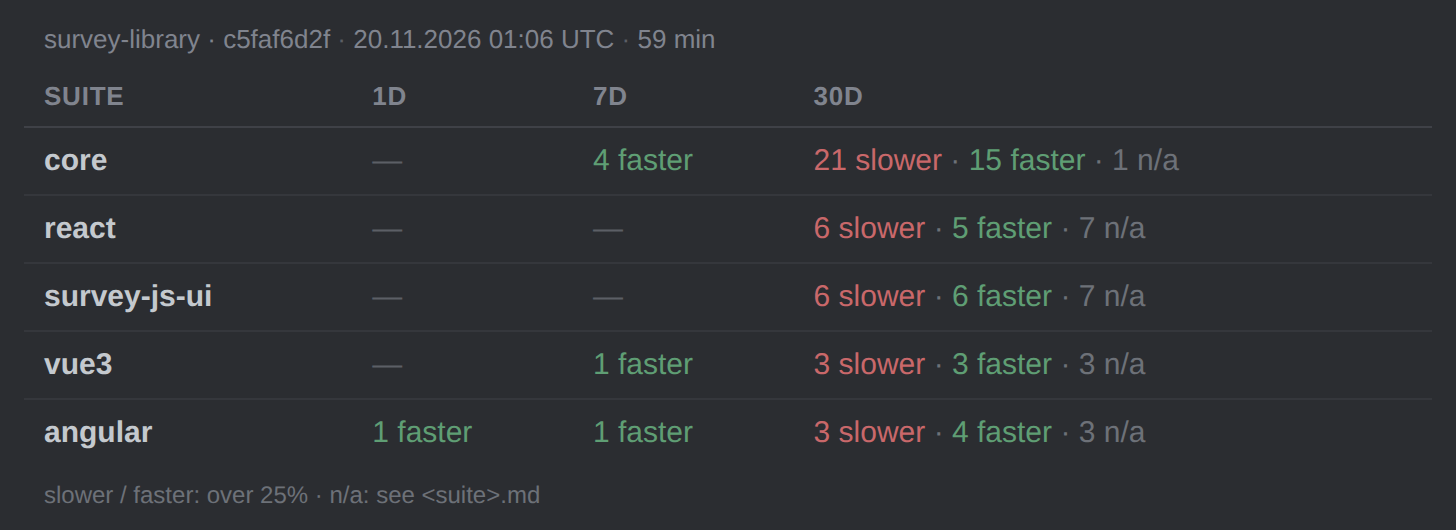 survey-library · c5faf6d2f · 20.11.2026 01:06 UTC · 59 min
SUITE 1D 7D 30D
core — 4 faster 21 slower · 15 faster · 1 n/a
react — — 6 slower · 5 faster · 7 n/a
survey-js-ui — — 6 slower · 6 faster · 7 n/a
vue3 — 1 faster 3 slower · 3 faster · 3 n/a
angular 1 faster 1 faster 3 slower · 4 faster · 3 n/a
slower / faster: over 25% · n/a: see <suite>.md